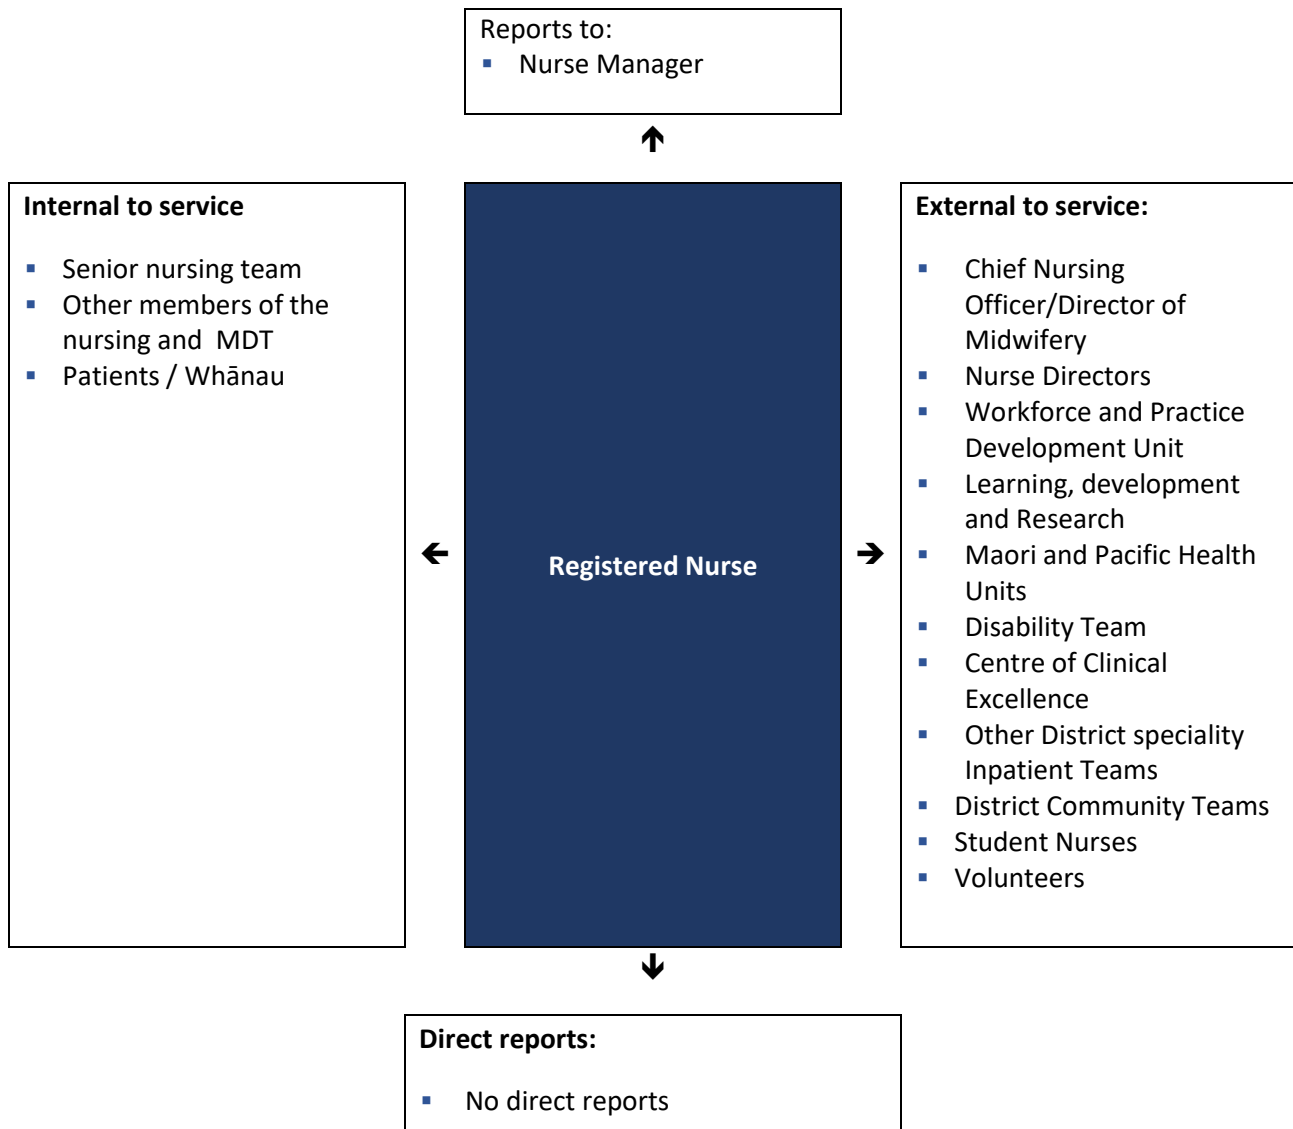 Reports to:
▪ Nurse Manager
🡩
Internal to service
▪ Senior nursing team
▪ Other members of the
nursing and  MDT
▪ Patients / Whānau
🡨
Registered Nurse
🡪
External to service:
▪ Chief Nursing
Officer/Director of
Midwifery
▪ Nurse Directors
▪ Workforce and Practice
Development Unit
▪ Learning, development
and Research
▪ Maori and Pacific Health
Units
▪ Disability Team
▪ Centre of Clinical
Excellence
▪ Other District speciality
Inpatient Teams
▪ District Community Teams
▪ Student Nurses
▪ Volunteers
🡫
Direct reports:
▪ No direct reports